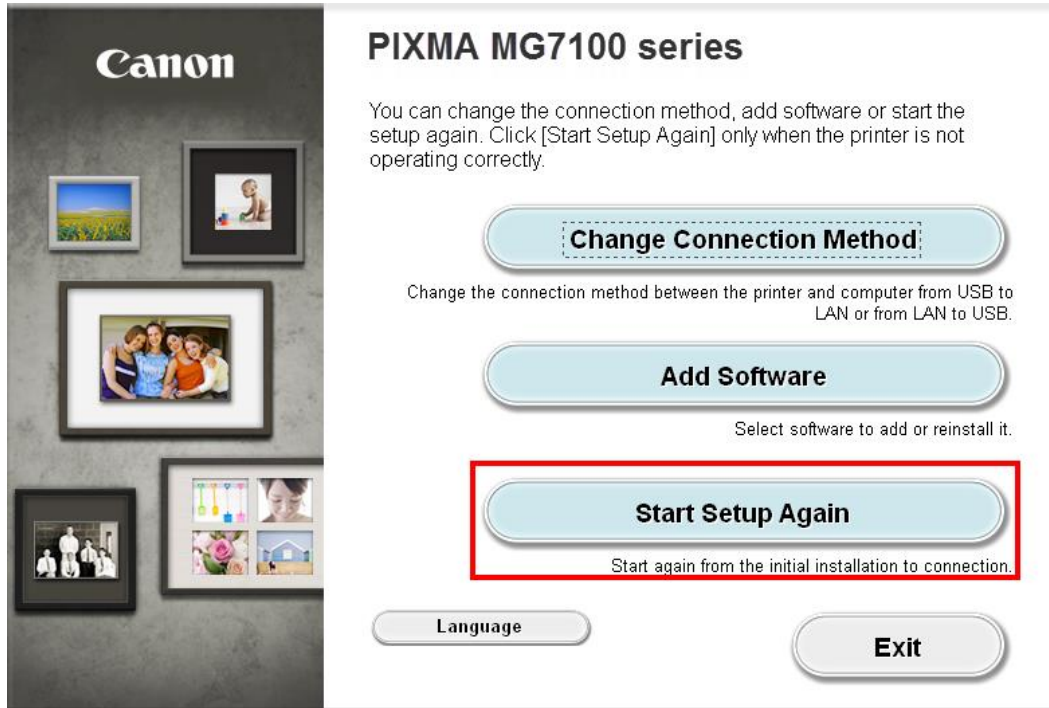 Canon
PIXMA MG7100 series
You can change the connection method, add software or start the
setup again. Click [Start Setup Again] only when the printer is not
operating correctly.
Change Connection Method
Change the connection method between the printer and computer from USB to
LAN or from LAN to USB.
Add Software
Select software to add or reinstall it.
Start Setup Again
Start again from the initial installation to connection.
Language
Exit